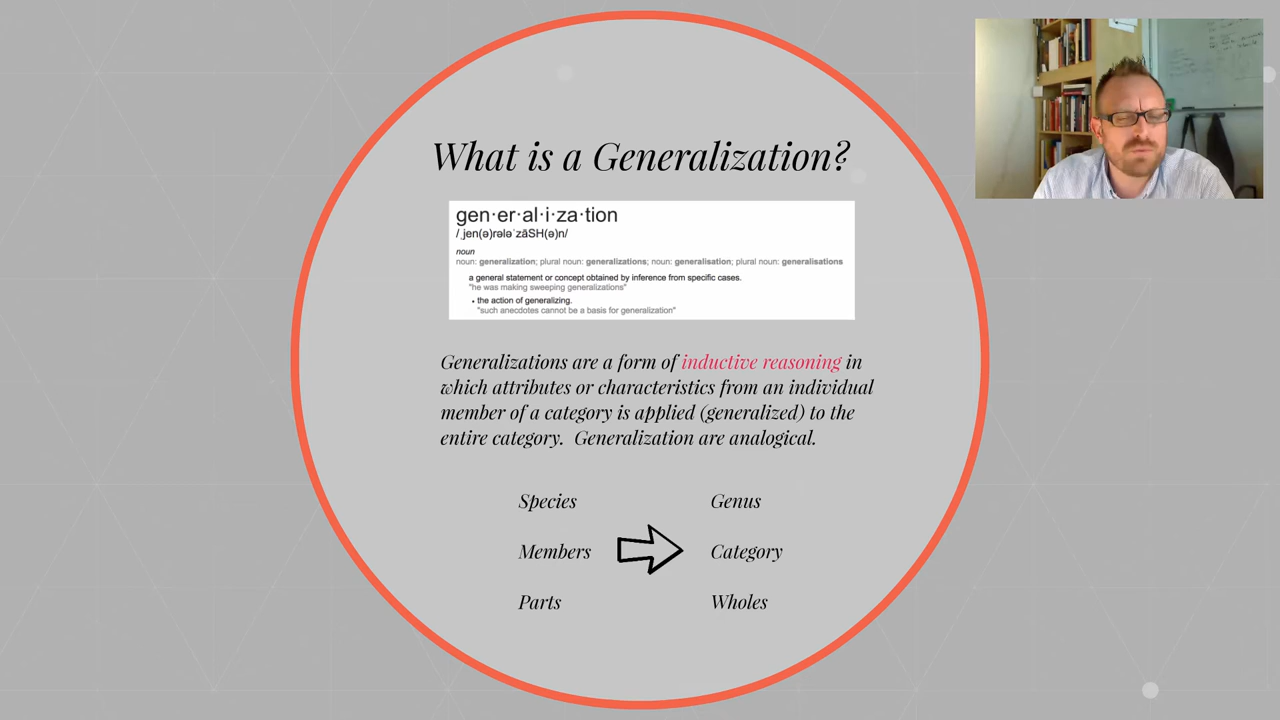 What is a Generalization?
gen·er·al·i·za·tion
/ˌjen(ə)rələˈzāSH(ə)n/
noun
noun: generalization; plural noun: generalizations; noun: generalisation; plural noun: generalisations
a general statement or concept obtained by inference from specific cases.
"he was making sweeping generalizations"
• the action of generalizing.
"such anecdotes cannot be a basis for generalization"
Generalizations are a form of inductive reasoning in
which attributes or characteristics from an individual
member of a category is applied (generalized) to the
entire category.  Generalization are analogical.
Species Genus
Members Category
Parts Wholes